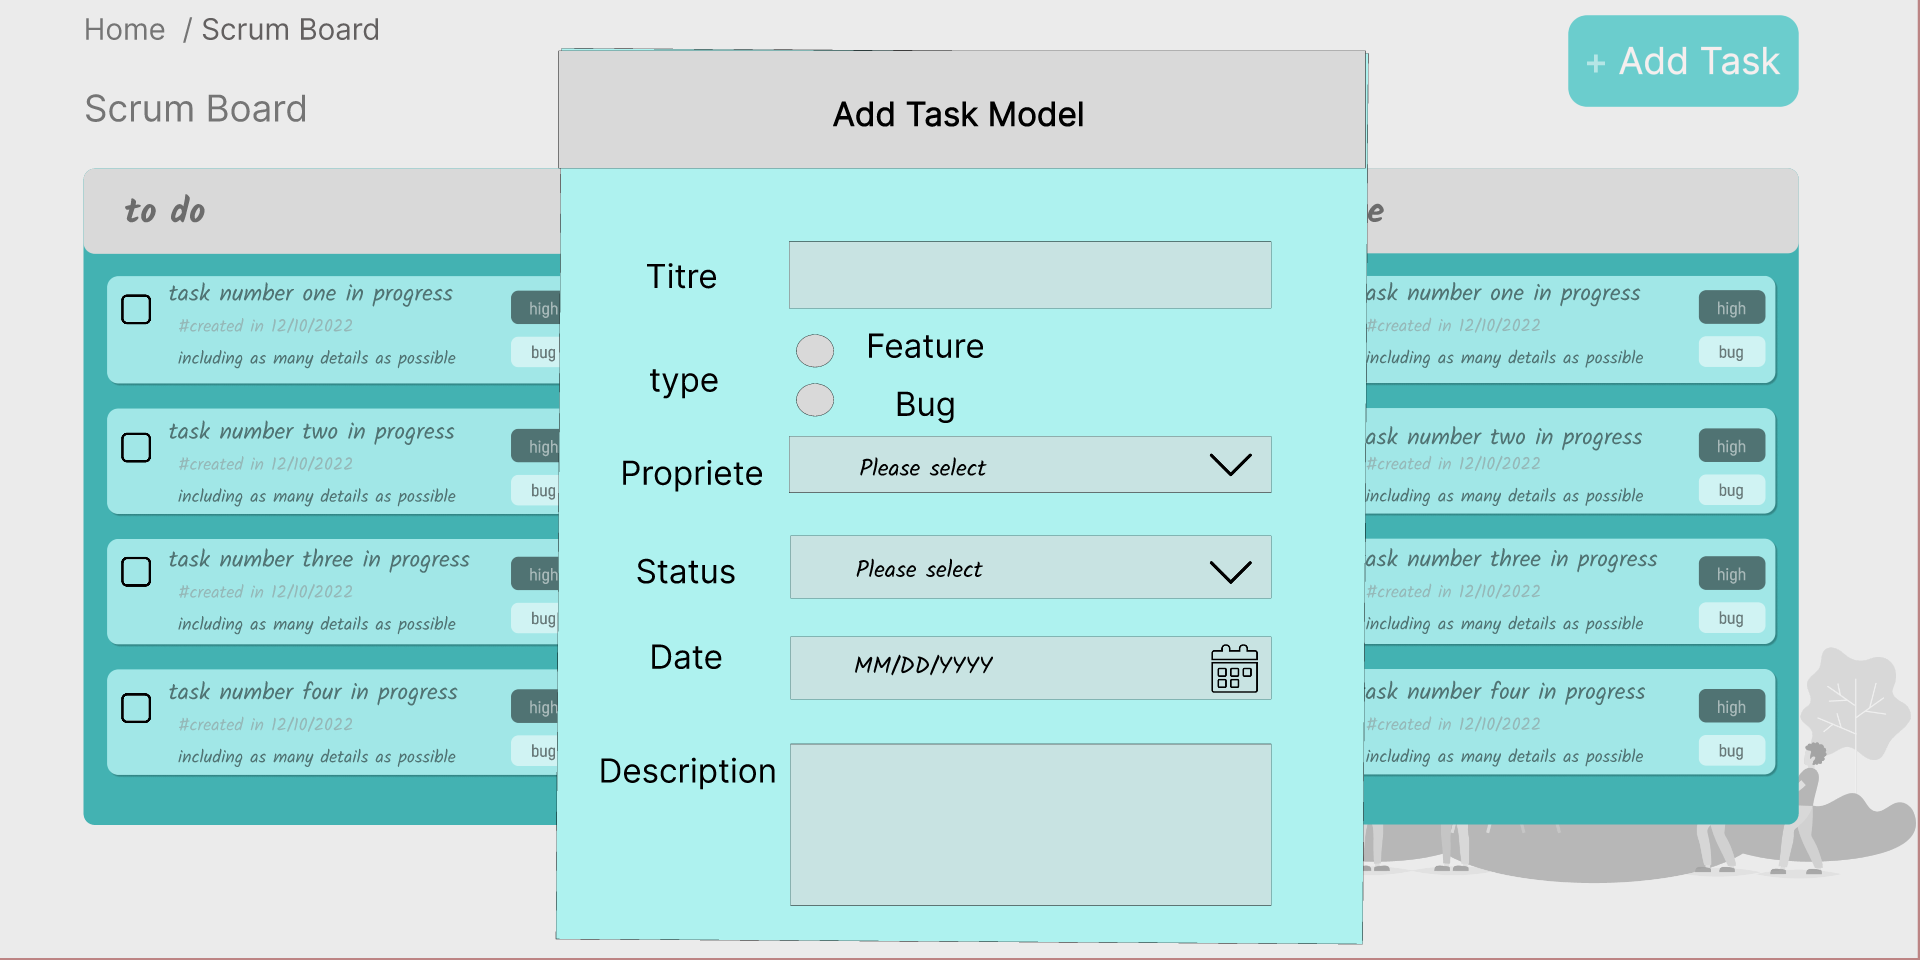 Home / Scrum Board
+ Add Task
Scrum Board
to do
task number one in progress
#created in 12/10/2022
including as many details as possible
high
bug
task number two in progress
#created in 12/10/2022
including as many details as possible
high
bug
task number three in progress
#created in 12/10/2022
including as many details as possible
high
bug
task number four in progress
#created in 12/10/2022
including as many details as possible
high
bug
Add Task Model
Titre
type
Feature
Bug
Propriete
Please select
Status
Please select
Date
MM/DD/YYYY
Description
e
ask number one in progress
#created in 12/10/2022
including as many details as possible
high
bug
ask number two in progress
#created in 12/10/2022
including as many details as possible
high
bug
ask number three in progress
#created in 12/10/2022
including as many details as possible
high
bug
ask number four in progress
#created in 12/10/2022
including as many details as possible
high
bug